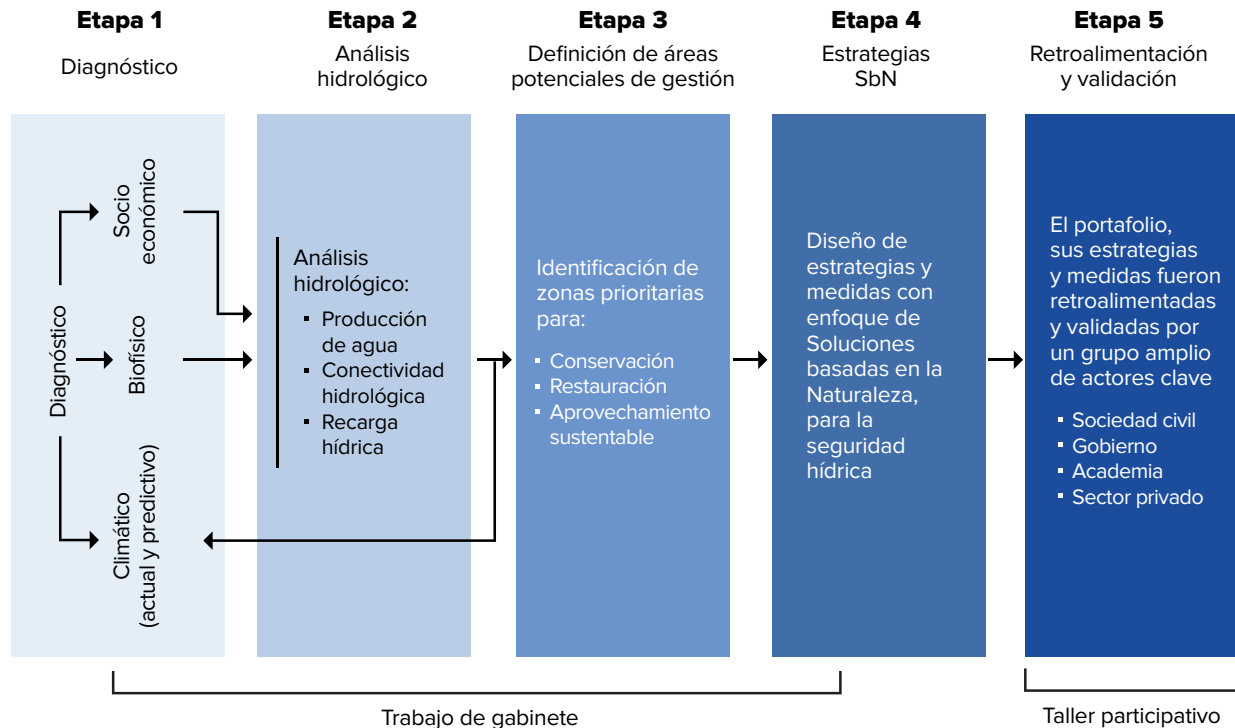 Etapa 1
Diagnóstico
Etapa 2
Análisis
hidrológico
Etapa 3
Definición de áreas
potenciales de gestión
Etapa 4
Estrategias
SbN
Etapa 5
Retroalimentación
y validación
Diagnóstico
Socio
económico
Biofísico
Climático
(actual y predictivo)
Análisis
hidrológico:
▪ Producción
de agua
▪ Conectividad
hidrológica
▪ Recarga
hídrica
Identificación de
zonas prioritarias
para:
▪ Conservación
▪ Restauración
▪ Aprovechamiento
sustentable
Diseño de
estrategias y
medidas con
enfoque de
Soluciones
basadas en la
Naturaleza,
para la
seguridad
hídrica
El portafolio,
sus estrategias
y medidas fueron
retroalimentadas
y validadas por
un grupo amplio
de actores clave
▪ Sociedad civil
▪ Gobierno
▪ Academia
▪ Sector privado
Trabajo de gabinete
Taller participativo